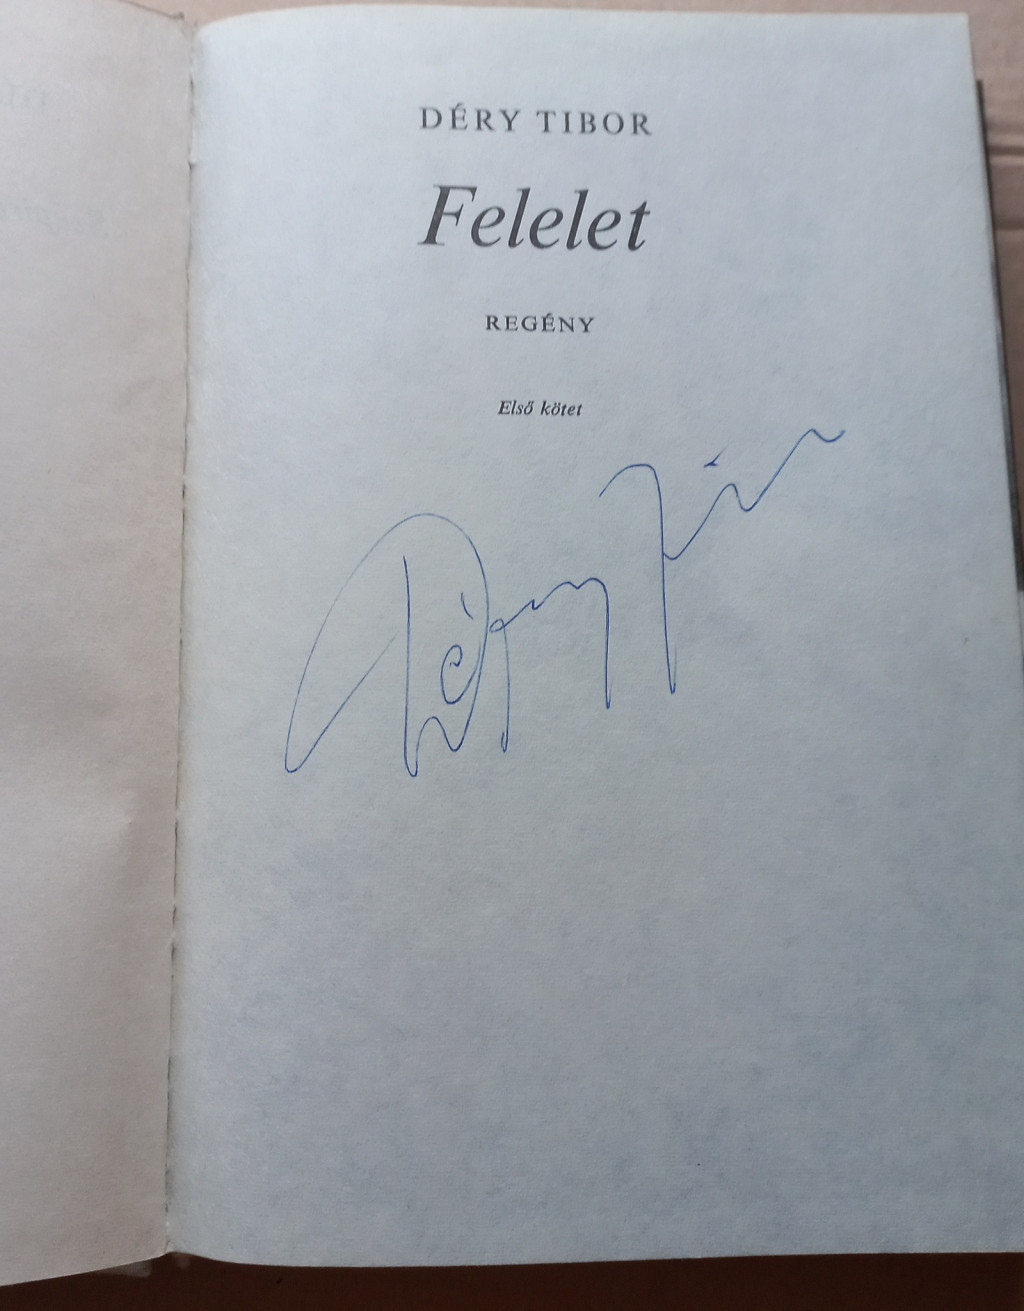 DÉRY TIBOR
Felelet
REGÉNY
Első kötet